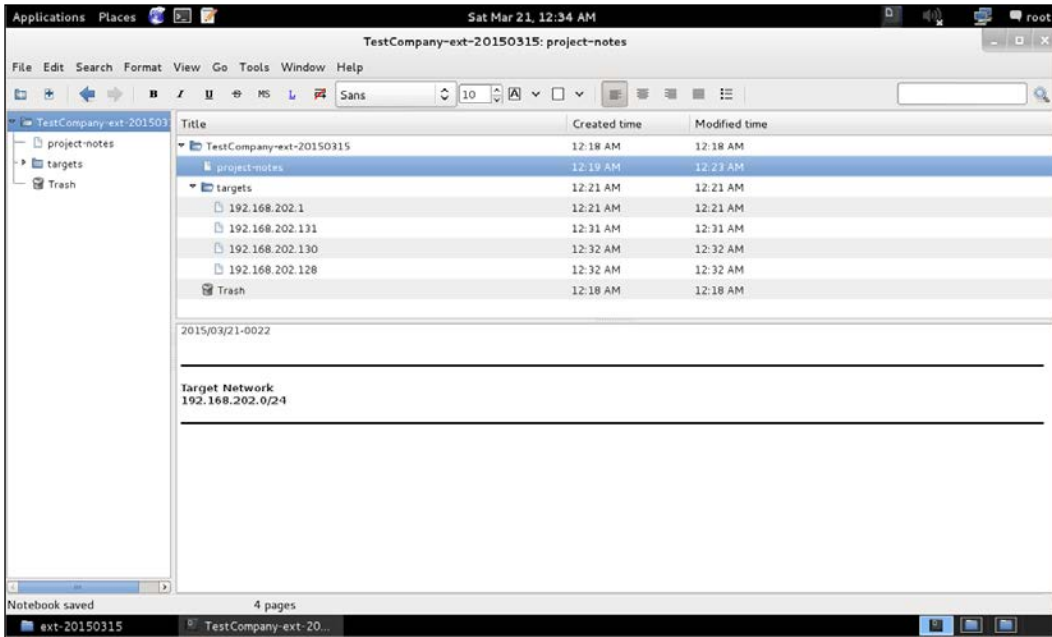 Applications Places Sat Mar 21, 12:34 AM root
TestCompany-ext-20150315: project-notes
File Edit Search Format View Go Tools Window Help
B I U S MS L Sans 10 A
TestCompany-ext-201503
project-notes
targets
Trash
Title Created time Modified time
TestCompany-ext-20150315 12:18 AM 12:18 AM
project-notes 12:19 AM 12:23 AM
targets 12:21 AM 12:21 AM
192.168.202.1 12:21 AM 12:21 AM
192.168.202.131 12:31 AM 12:31 AM
192.168.202.130 12:32 AM 12:32 AM
192.168.202.128 12:32 AM 12:32 AM
Trash 12:18 AM 12:18 AM
2015/03/21-0022
Target Network
192.168.202.0/24
Notebook saved 4 pages
ext-20150315 TestCompany-ext-20...